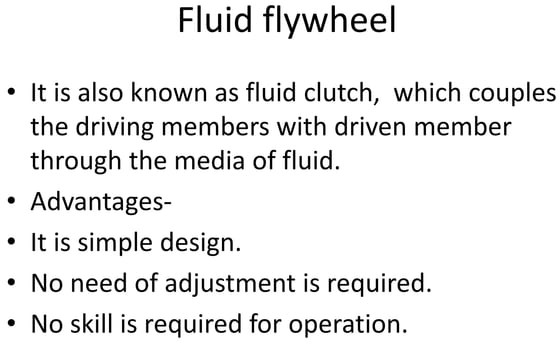 Fluid flywheel
• It is also known as fluid clutch,  which couples
the driving members with driven member
through the media of fluid.
• Advantages-
• It is simple design.
• No need of adjustment is required.
• No skill is required for operation.